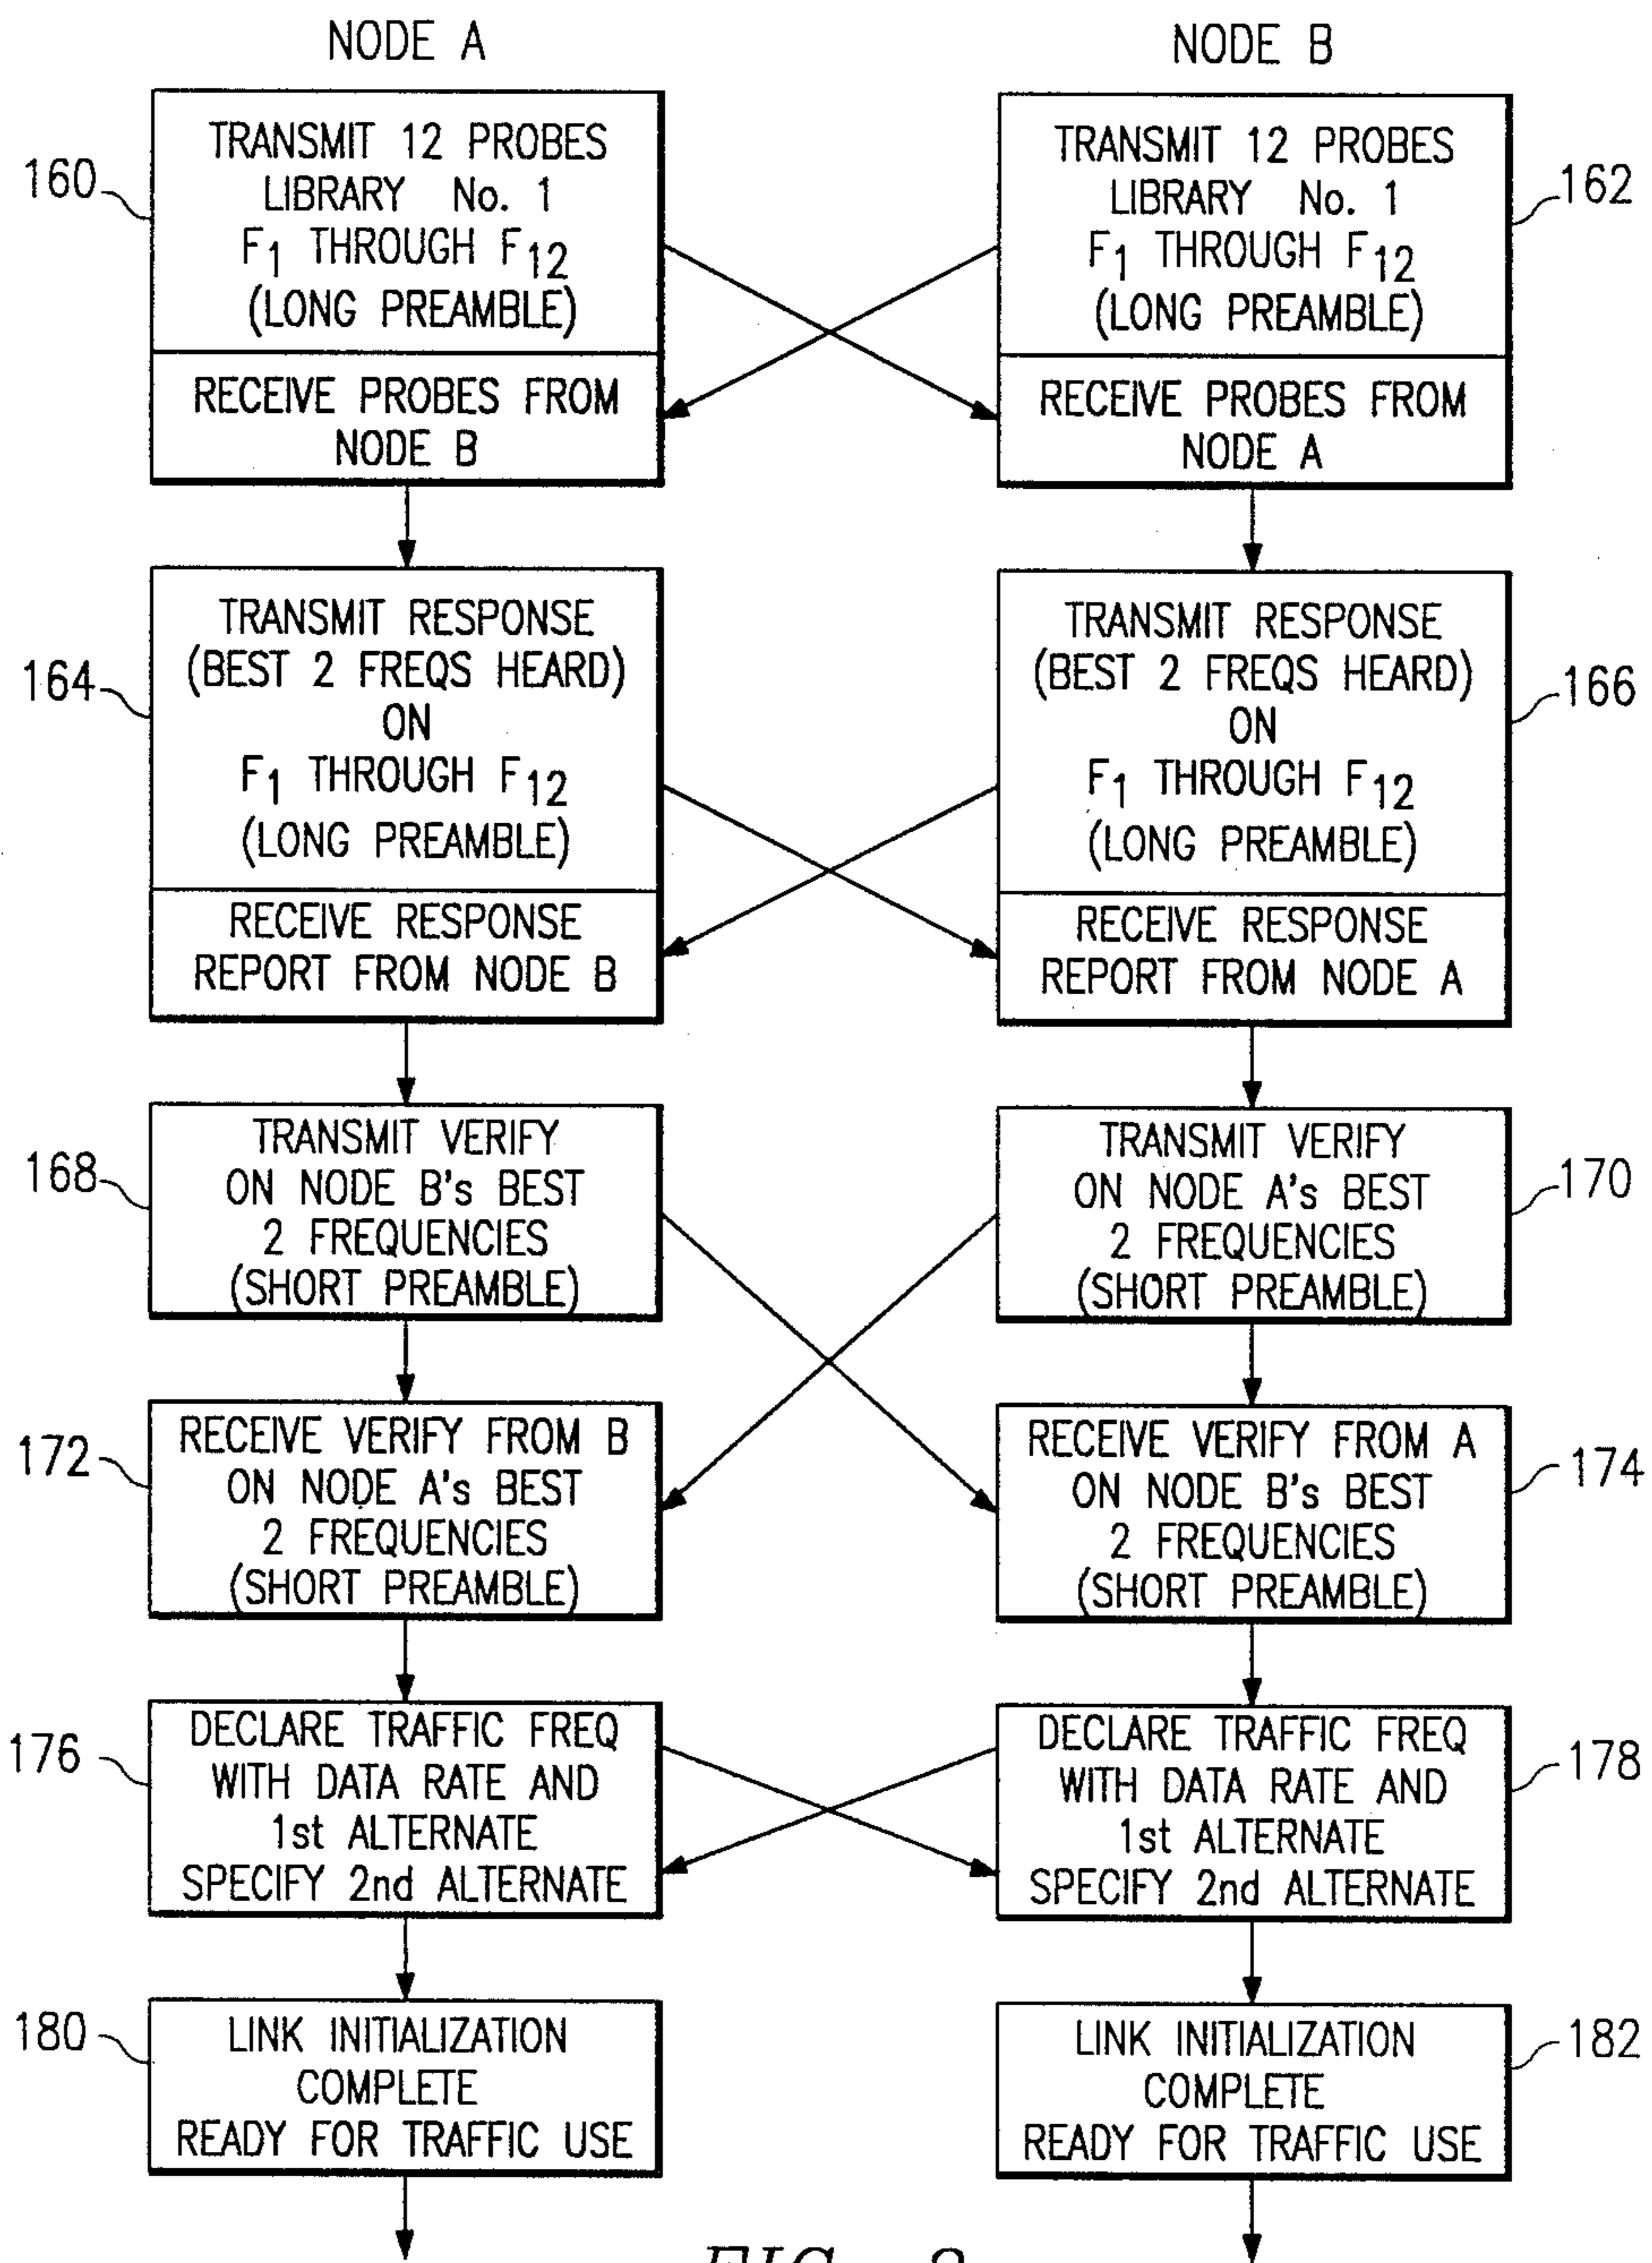 NODE A
NODE B
160
TRANSMIT 12 PROBES
LIBRARY No. 1
F1 THROUGH F12
(LONG PREAMBLE)
RECEIVE PROBES FROM
NODE B
TRANSMIT 12 PROBES
LIBRARY No. 1
F1 THROUGH F12
(LONG PREAMBLE)
RECEIVE PROBES FROM
NODE A
162
164
TRANSMIT RESPONSE
(BEST 2 FREQS HEARD)
ON
F1 THROUGH F12
(LONG PREAMBLE)
RECEIVE RESPONSE
REPORT FROM NODE B
TRANSMIT RESPONSE
(BEST 2 FREQS HEARD)
ON
F1 THROUGH F12
(LONG PREAMBLE)
RECEIVE RESPONSE
REPORT FROM NODE A
166
168
TRANSMIT VERIFY
ON NODE B's BEST
2 FREQUENCIES
(SHORT PREAMBLE)
TRANSMIT VERIFY
ON NODE A's BEST
2 FREQUENCIES
(SHORT PREAMBLE)
170
172
RECEIVE VERIFY FROM B
ON NODE A's BEST
2 FREQUENCIES
(SHORT PREAMBLE)
RECEIVE VERIFY FROM A
ON NODE B's BEST
2 FREQUENCIES
(SHORT PREAMBLE)
174
176
DECLARE TRAFFIC FREQ
WITH DATA RATE AND
1st ALTERNATE
SPECIFY 2nd ALTERNATE
DECLARE TRAFFIC FREQ
WITH DATA RATE AND
1st ALTERNATE
SPECIFY 2nd ALTERNATE
178
180
LINK INITIALIZATION
COMPLETE
READY FOR TRAFFIC USE
LINK INITIALIZATION
COMPLETE
READY FOR TRAFFIC USE
182
FIG.